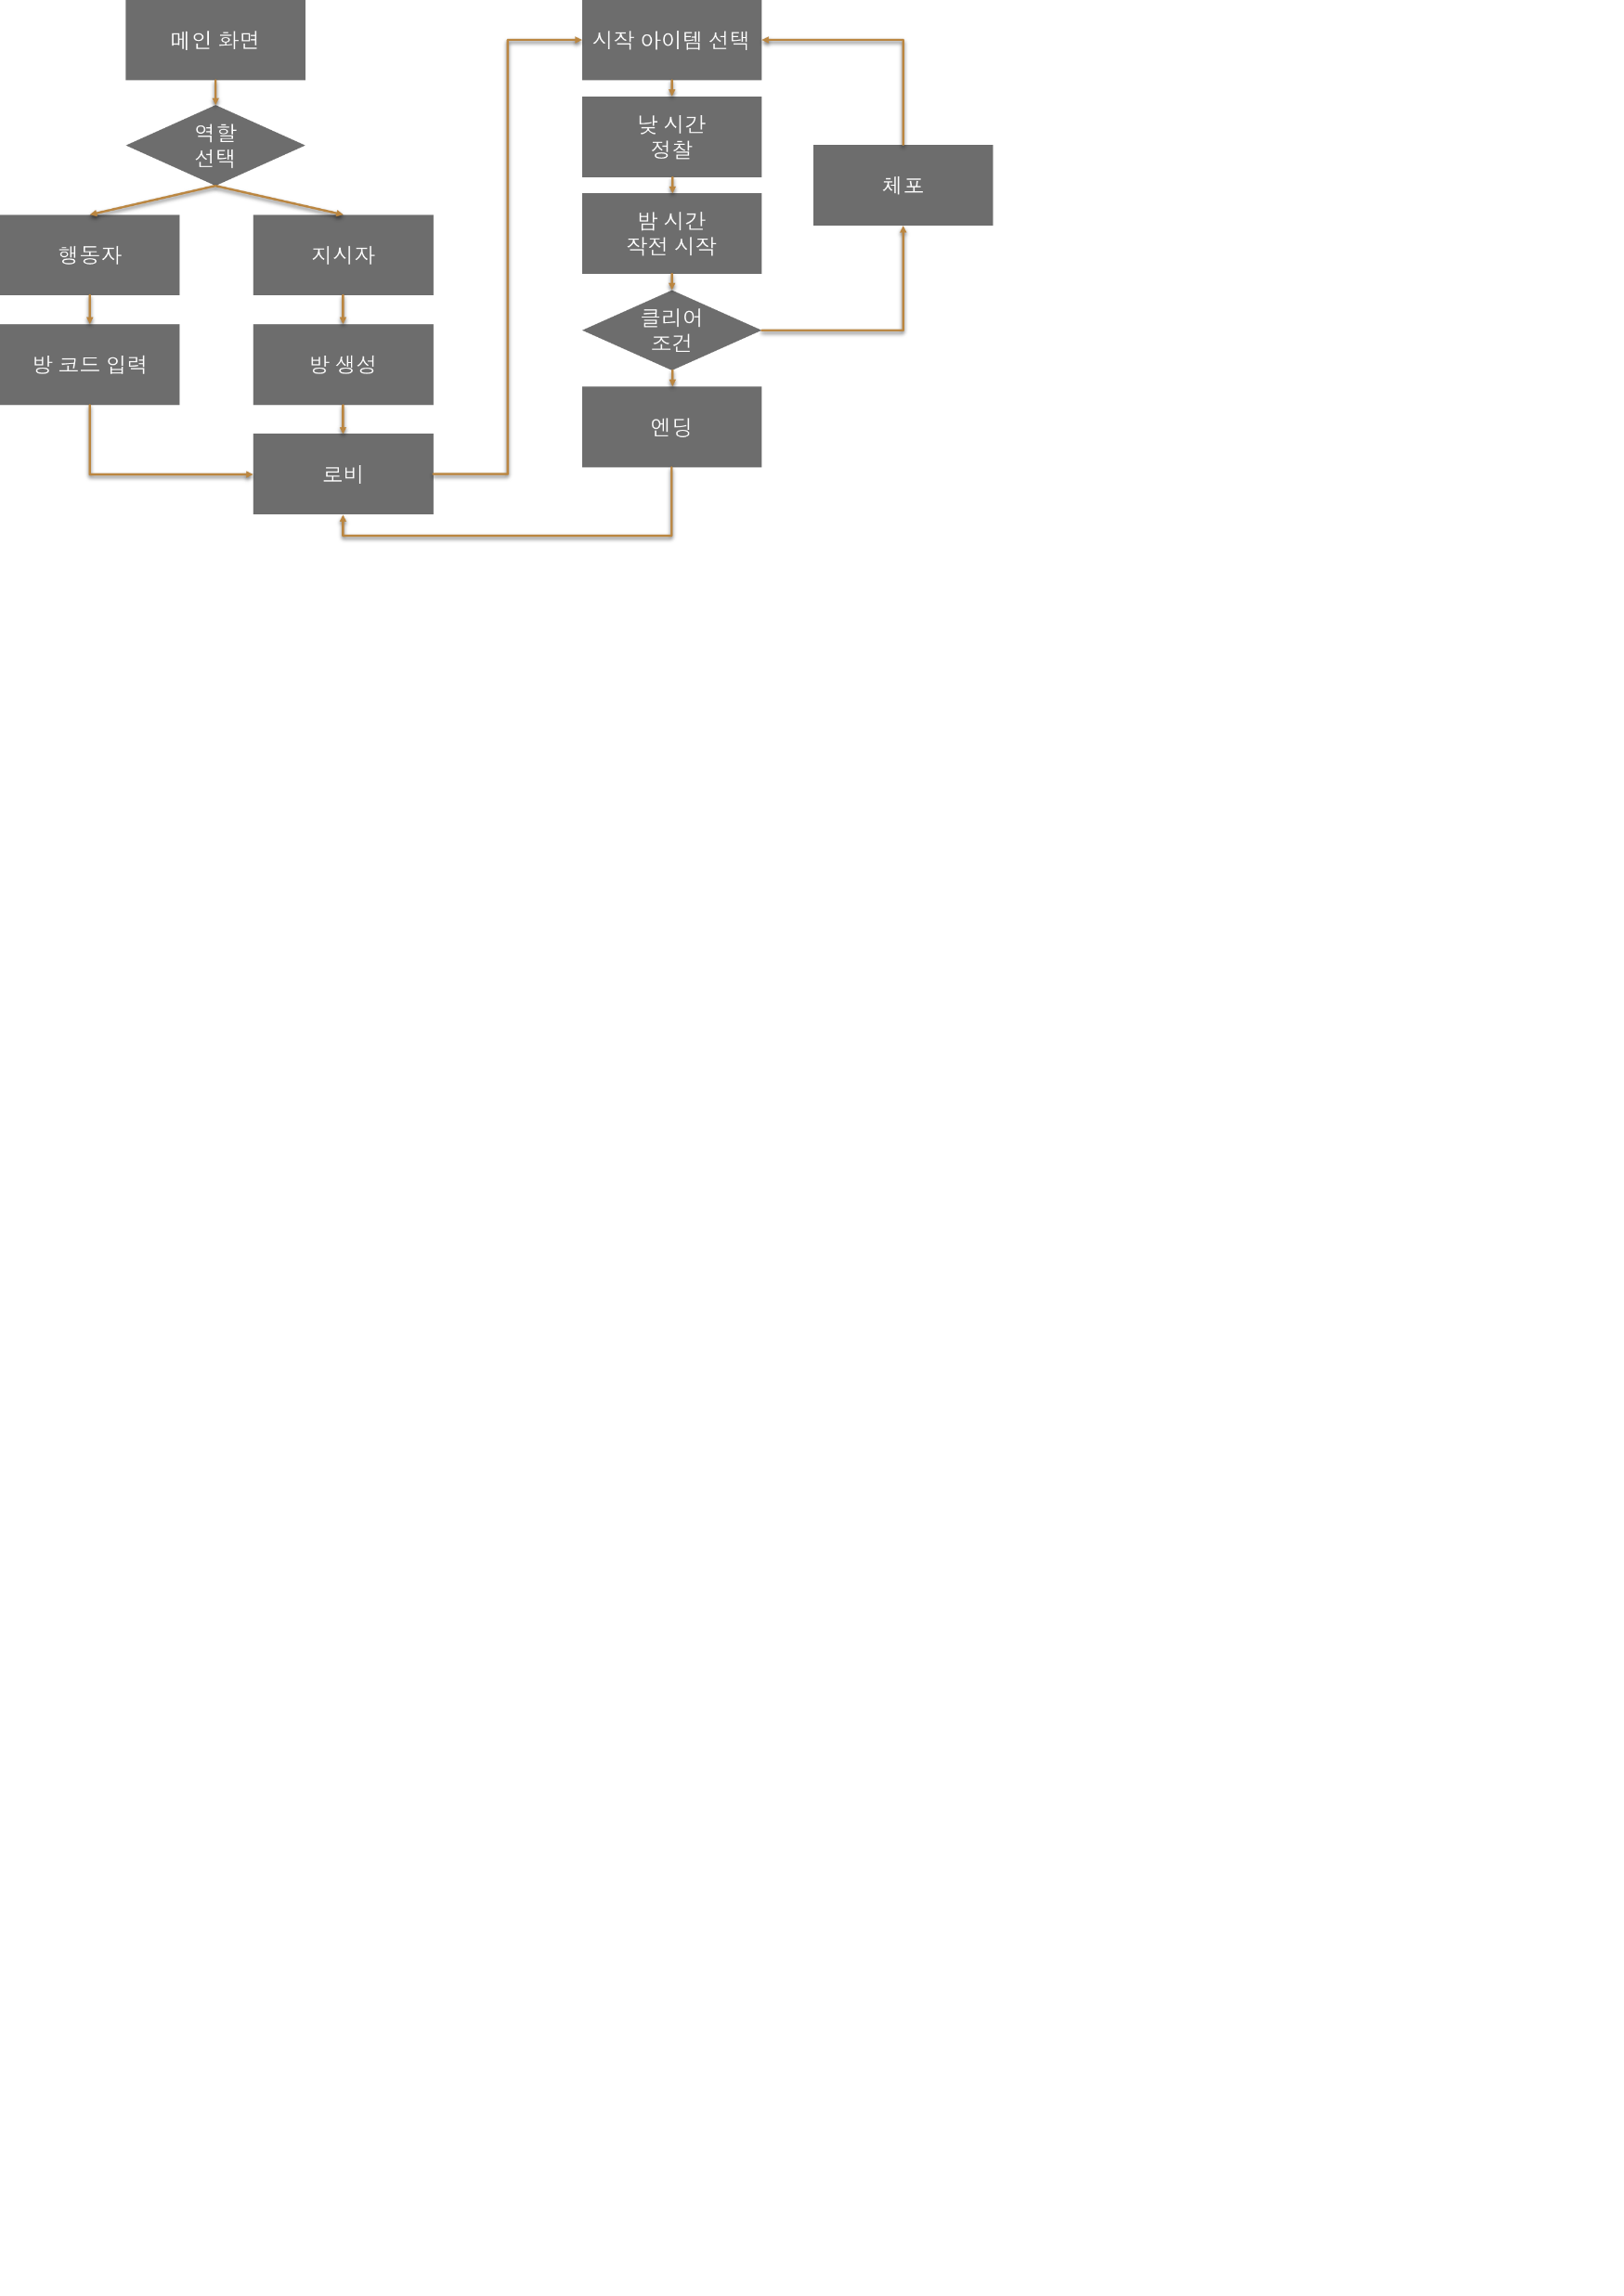 메인 화면
역할
선택
행동자
지시자
방 코드 입력
방 생성
로비
시작 아이템 선택
낮 시간
정찰
밤 시간
작전 시작
클리어
조건
엔딩
체포